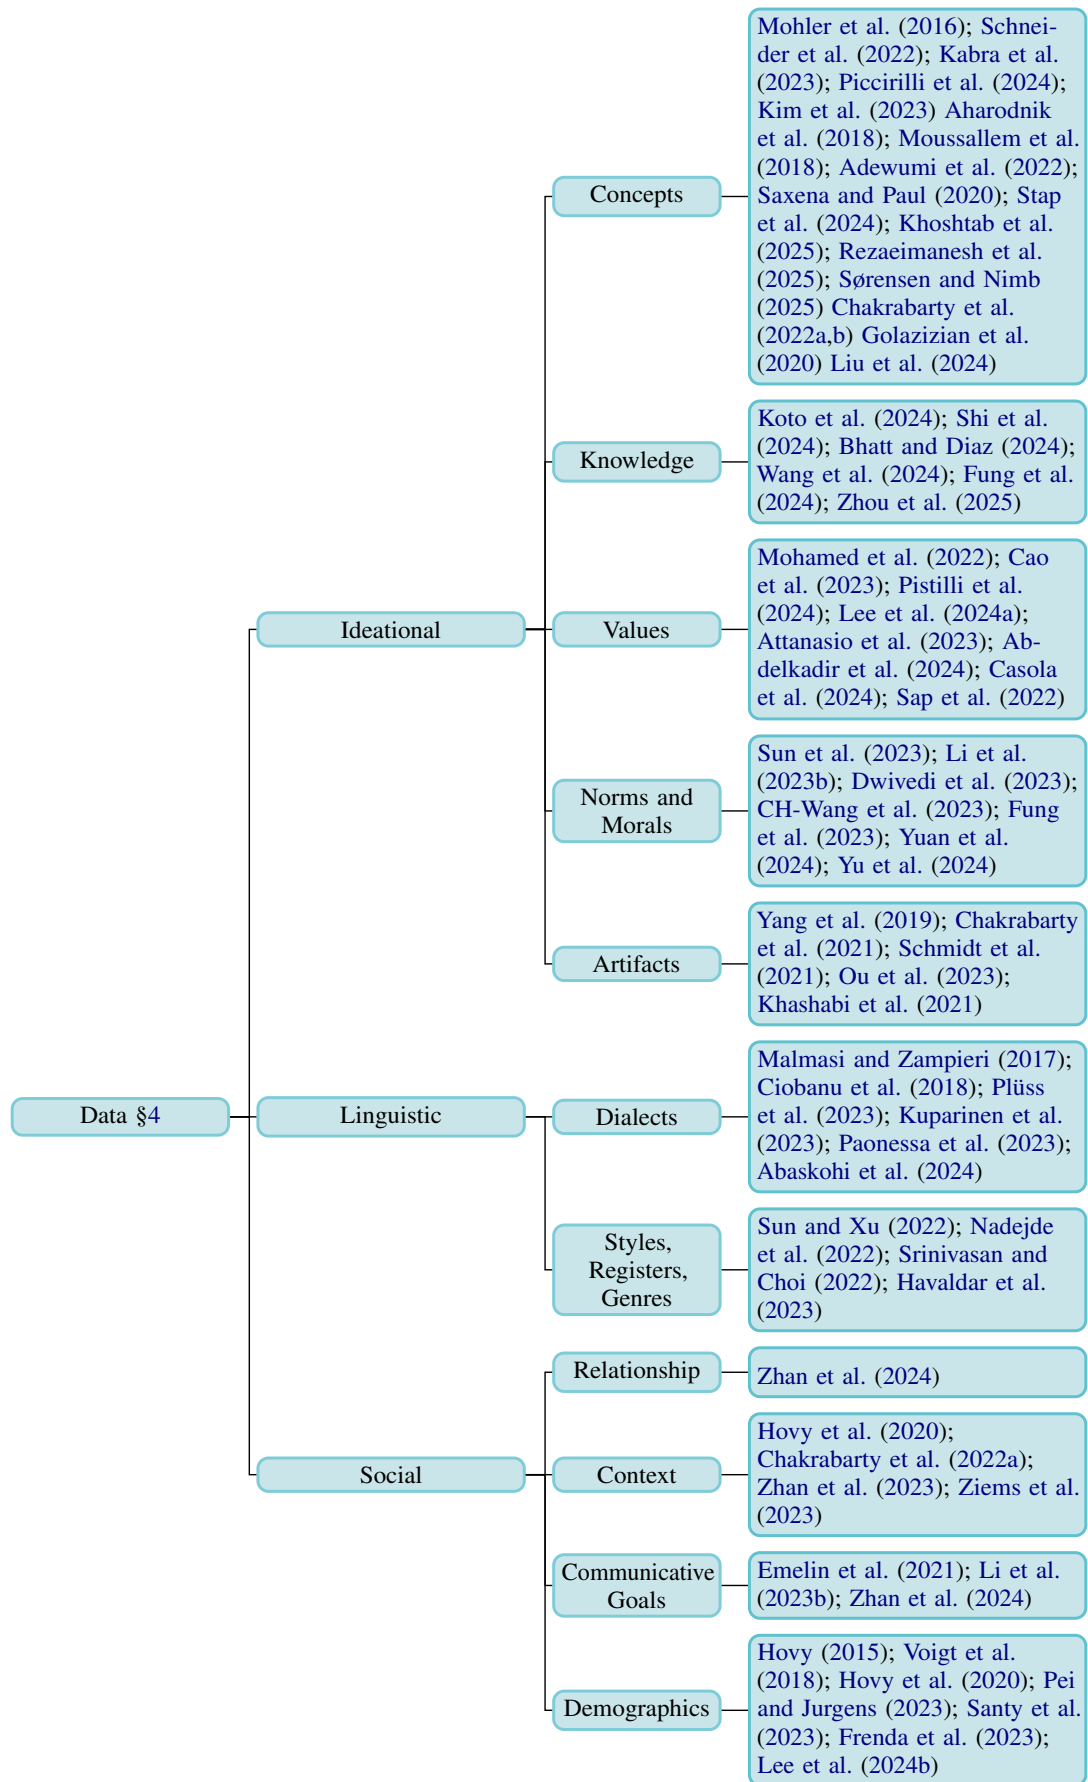 Data §4
Ideational
Concepts
Mohler et al. (2016); Schnei-
der et al. (2022); Kabra et al.
(2023); Piccirilli et al. (2024);
Kim et al. (2023) Aharodnik
et al. (2018); Moussallem et al.
(2018); Adewumi et al. (2022);
Saxena and Paul (2020); Stap
et al. (2024); Khoshtab et al.
(2025); Rezaeimanesh et al.
(2025); Sørensen and Nimb
(2025) Chakrabarty et al.
(2022a,b) Golazizian et al.
(2020) Liu et al. (2024)
Knowledge
Koto et al. (2024); Shi et al.
(2024); Bhatt and Diaz (2024);
Wang et al. (2024); Fung et al.
(2024); Zhou et al. (2025)
Values
Mohamed et al. (2022); Cao
et al. (2023); Pistilli et al.
(2024); Lee et al. (2024a);
Attanasio et al. (2023); Ab-
delkadir et al. (2024); Casola
et al. (2024); Sap et al. (2022)
Norms and
Morals
Sun et al. (2023); Li et al.
(2023b); Dwivedi et al. (2023);
CH-Wang et al. (2023); Fung
et al. (2023); Yuan et al.
(2024); Yu et al. (2024)
Artifacts
Yang et al. (2019); Chakrabarty
et al. (2021); Schmidt et al.
(2021); Ou et al. (2023);
Khashabi et al. (2021)
Linguistic
Dialects
Malmasi and Zampieri (2017);
Ciobanu et al. (2018); Plüss
et al. (2023); Kuparinen et al.
(2023); Paonessa et al. (2023);
Abaskohi et al. (2024)
Styles,
Registers,
Genres
Sun and Xu (2022); Nadejde
et al. (2022); Srinivasan and
Choi (2022); Havaldar et al.
(2023)
Social
Relationship
Zhan et al. (2024)
Context
Hovy et al. (2020);
Chakrabarty et al. (2022a);
Zhan et al. (2023); Ziems et al.
(2023)
Communicative
Goals
Emelin et al. (2021); Li et al.
(2023b); Zhan et al. (2024)
Demographics
Hovy (2015); Voigt et al.
(2018); Hovy et al. (2020); Pei
and Jurgens (2023); Santy et al.
(2023); Frenda et al. (2023);
Lee et al. (2024b)